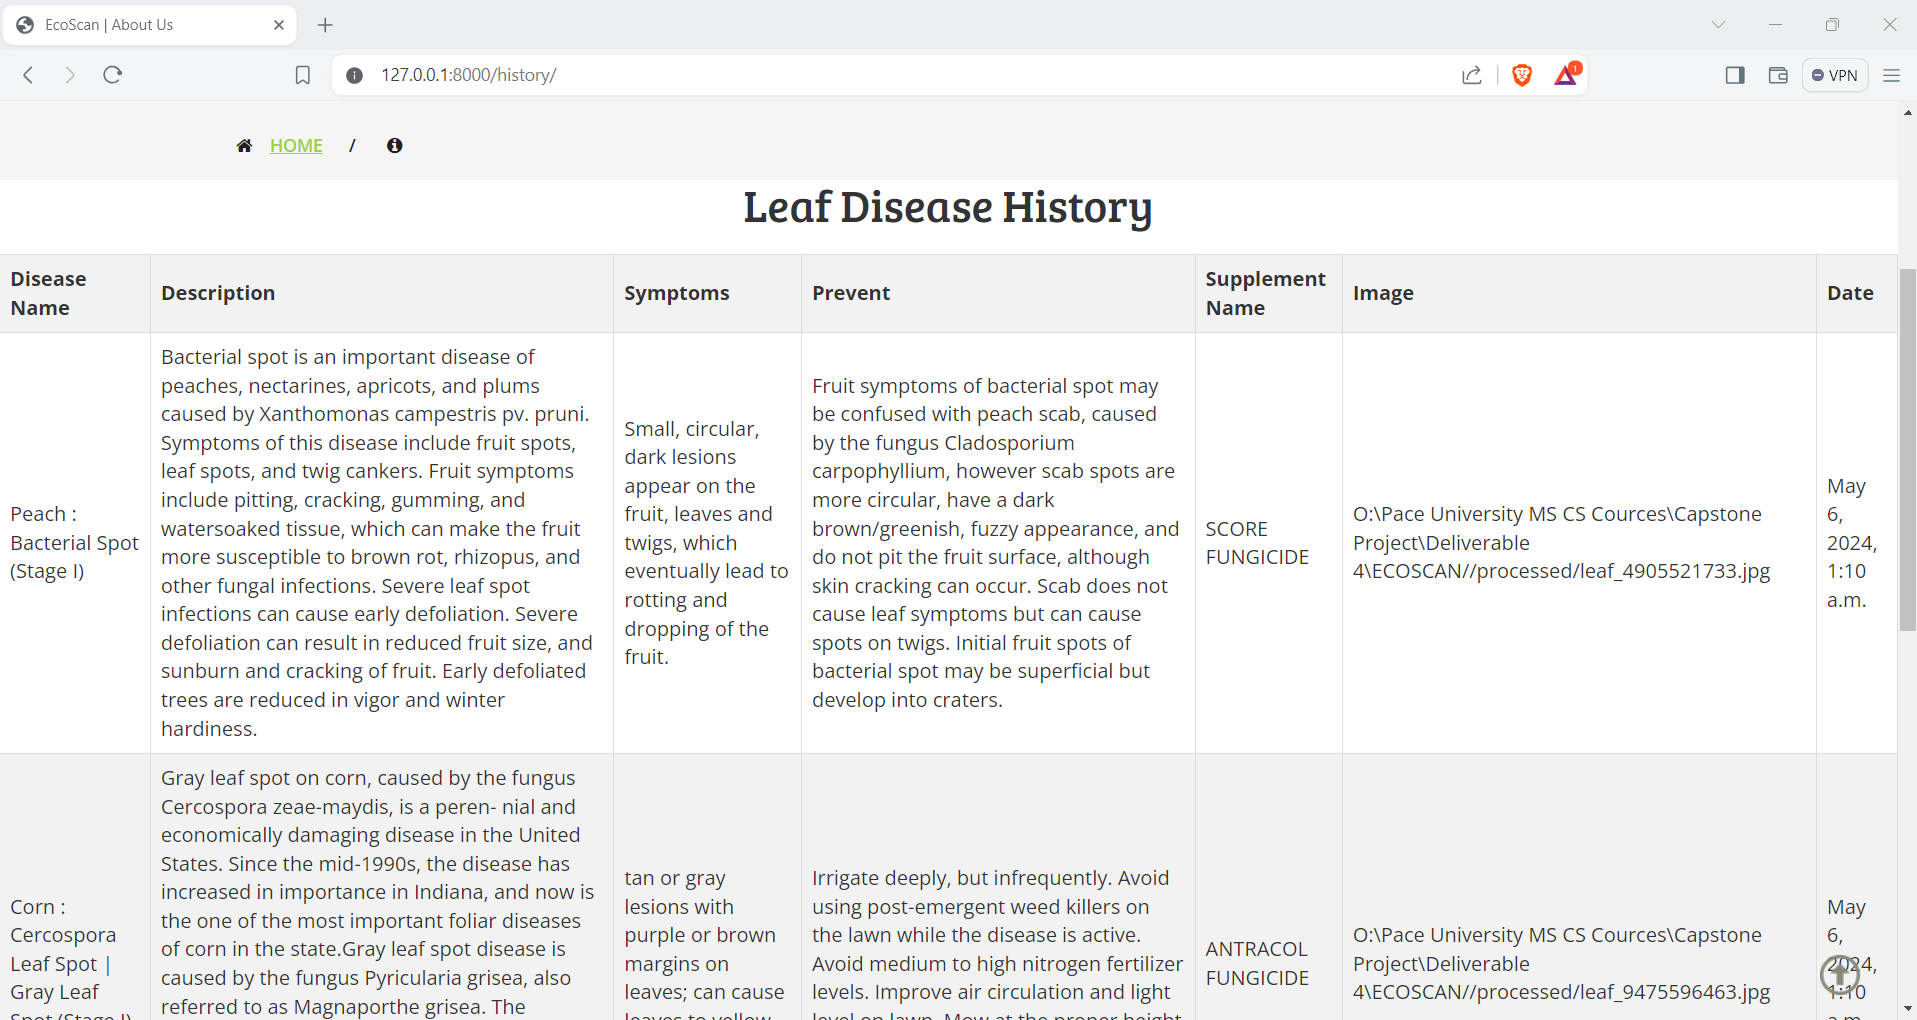 EcoScan | About Us
127.0.0.1:8000/history/
1
VPN
HOME /
Leaf Disease History
Disease
Name
Description
Symptoms
Prevent
Supplement
Name
Image
Date
Peach :
Bacterial Spot
(Stage I)
Bacterial spot is an important disease of
peaches, nectarines, apricots, and plums
caused by Xanthomonas campestris pv. pruni.
Symptoms of this disease include fruit spots,
leaf spots, and twig cankers. Fruit symptoms
include pitting, cracking, gumming, and
watersoaked tissue, which can make the fruit
more susceptible to brown rot, rhizopus, and
other fungal infections. Severe leaf spot
infections can cause early defoliation. Severe
defoliation can result in reduced fruit size, and
sunburn and cracking of fruit. Early defoliated
trees are reduced in vigor and winter
hardiness.
Small, circular,
dark lesions
appear on the
fruit, leaves and
twigs, which
eventually lead to
rotting and
dropping of the
fruit.
Fruit symptoms of bacterial spot may
be confused with peach scab, caused
by the fungus Cladosporium
carpophyllium, however scab spots are
more circular, have a dark
brown/greenish, fuzzy appearance, and
do not pit the fruit surface, although
skin cracking can occur. Scab does not
cause leaf symptoms but can cause
spots on twigs. Initial fruit spots of
bacterial spot may be superficial but
develop into craters.
SCORE
FUNGICIDE
O:\Pace University MS CS Cources\Capstone
Project\Deliverable
4\ECOSCAN//processed/leaf_4905521733.jpg
May
6,
2024,
1:10
a.m.
Corn :
Cercospora
Leaf Spot |
Gray Leaf
Spot (Stage I)
Gray leaf spot on corn, caused by the fungus
Cercospora zeae-maydis, is a peren- nial and
economically damaging disease in the United
States. Since the mid-1990s, the disease has
increased in importance in Indiana, and now is
the one of the most important foliar diseases
of corn in the state.Gray leaf spot disease is
caused by the fungus Pyricularia grisea, also
referred to as Magnaporthe grisea. The
tan or gray
lesions with
purple or brown
margins on
leaves; can cause
leaves to yellow
Irrigate deeply, but infrequently. Avoid
using post-emergent weed killers on
the lawn while the disease is active.
Avoid medium to high nitrogen fertilizer
levels. Improve air circulation and light
level on lawn. Mow at the proper height
ANTRACOL
FUNGICIDE
O:\Pace University MS CS Cources\Capstone
Project\Deliverable
4\ECOSCAN//processed/leaf_9475596463.jpg
May
6,
2024,
1:10
a.m.